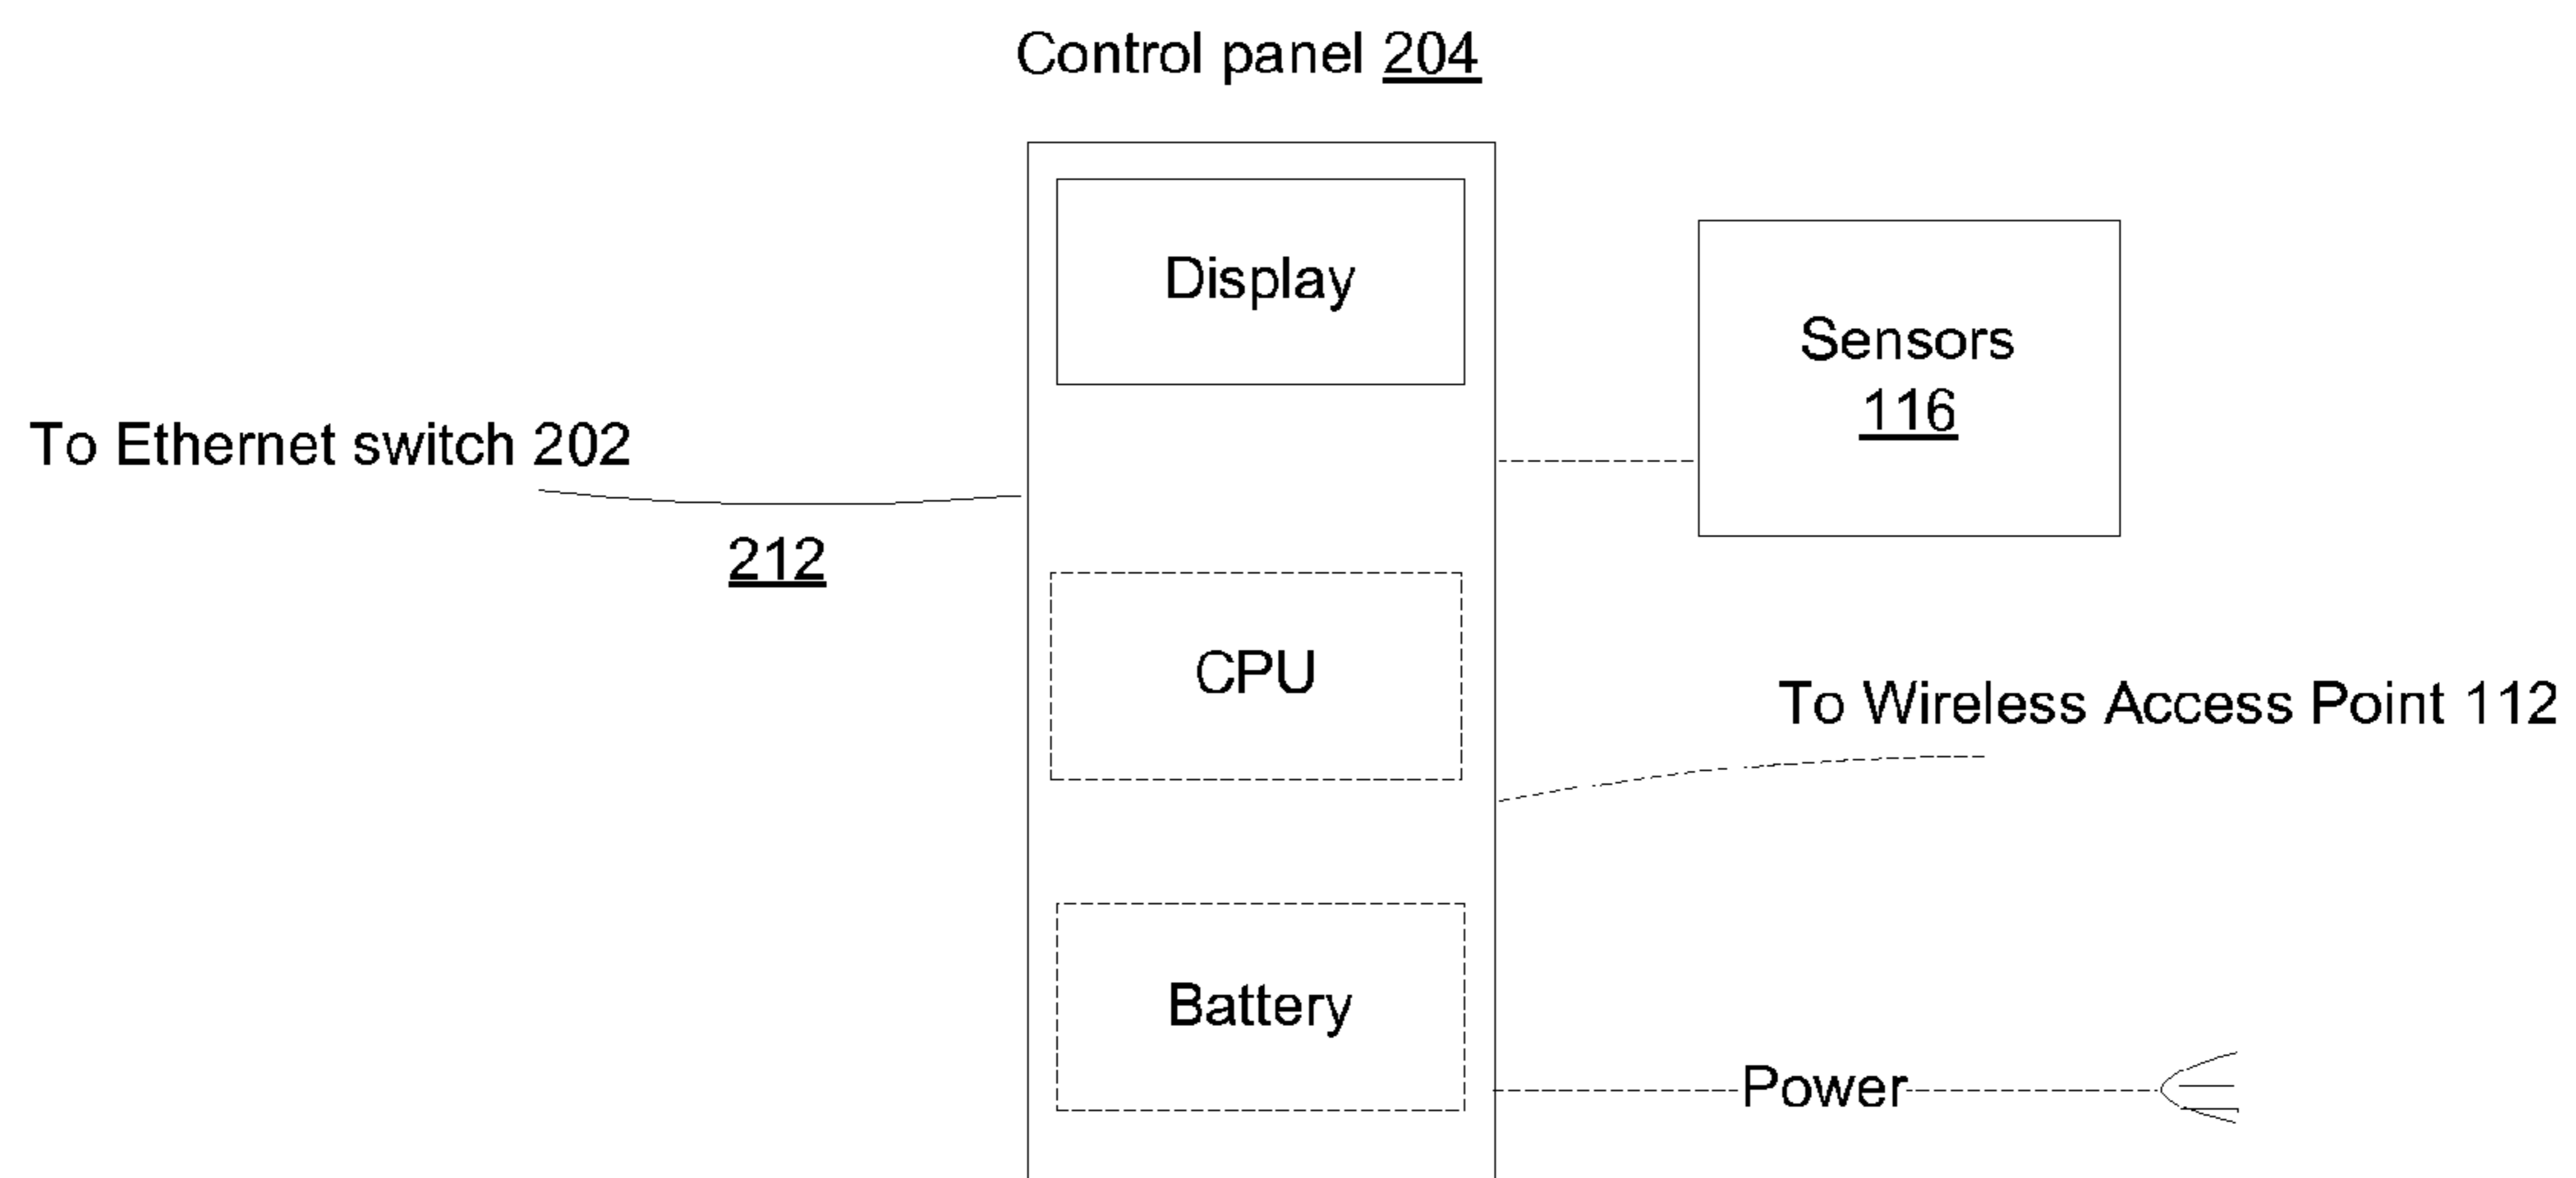 Control panel 204
Display
Sensors
116
To Ethernet switch 202
212
CPU
To Wireless Access Point 112
Battery
Power